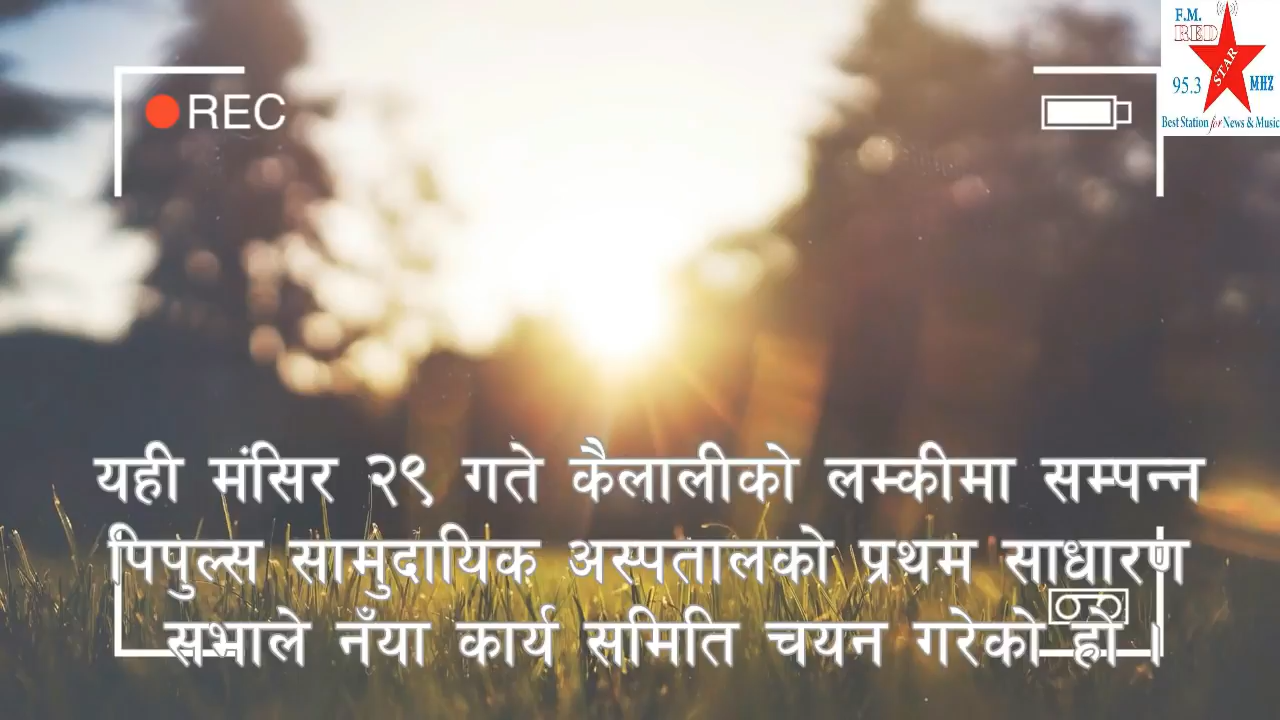 REC
F.M.
RED
STAR
95.3 MHZ
Best Station for News & Music
यही मंसिर २९ गते कैलालीको लम्कीमा सम्पन्न
पिपुल्स सामुदायिक अस्पतालको प्रथम साधारण
सभाले नँया कार्य समिति चयन गरेको हो ।